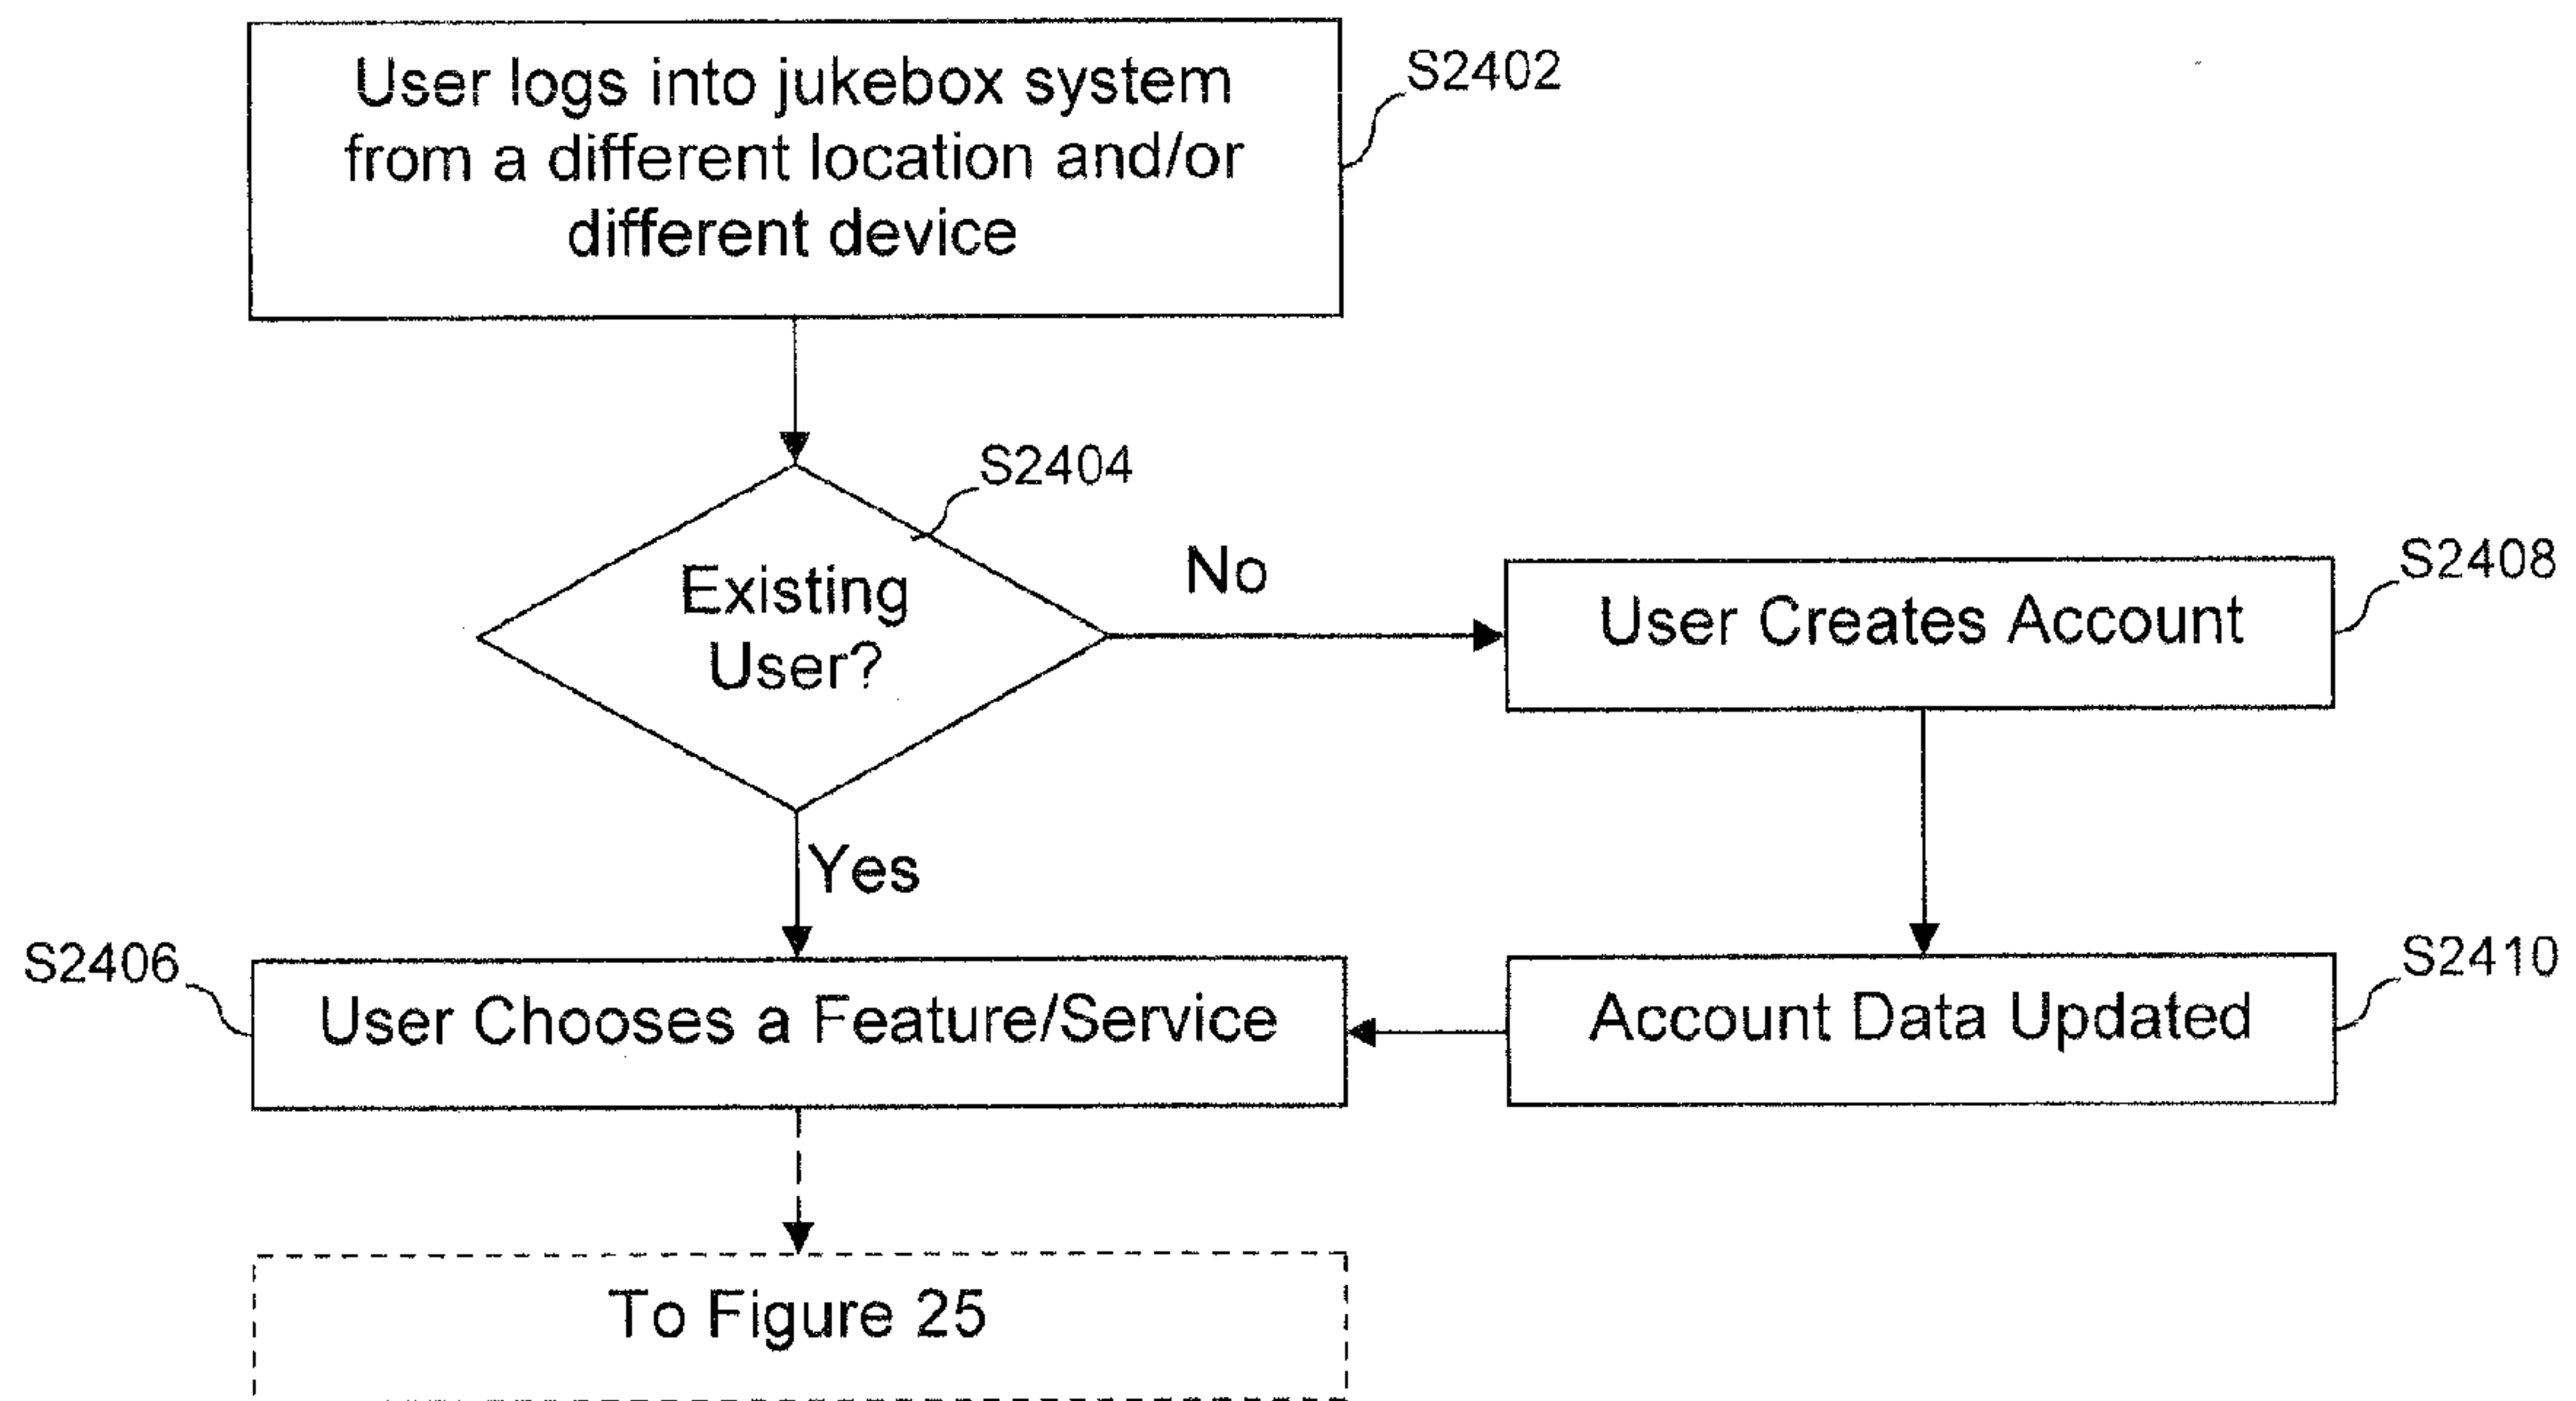 User logs into jukebox system
from a different location and/or
different device
S2402
S2404
Existing
User?
No
User Creates Account
S2408
Yes
S2406
User Chooses a Feature/Service
Account Data Updated
S2410
To Figure 25